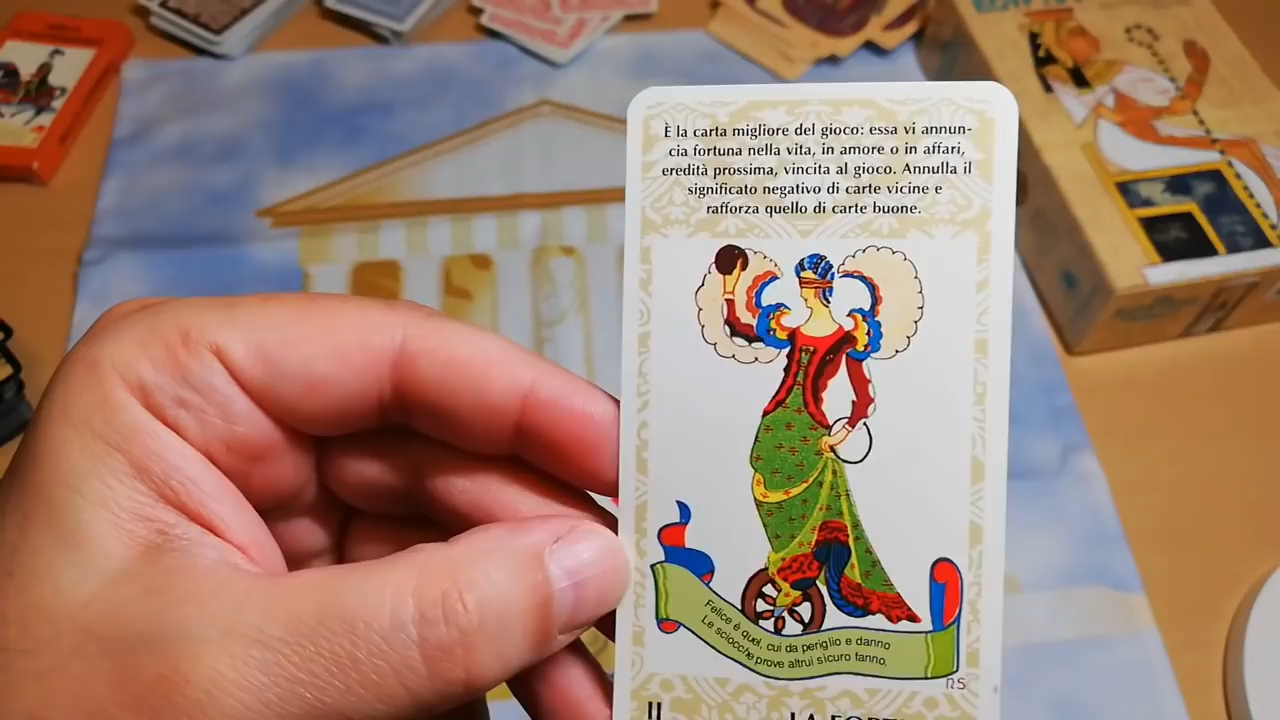 È la carta migliore del gioco: essa vi annun-
cia fortuna nella vita, in amore o in affari,
eredità prossima, vincita al gioco. Annulla il
significato negativo di carte vicine e
rafforza quello di carte buone.
Felice è quel, cui da periglio e danno
Le sciocche prove altrui sicuro fanno.
RS
II
LA